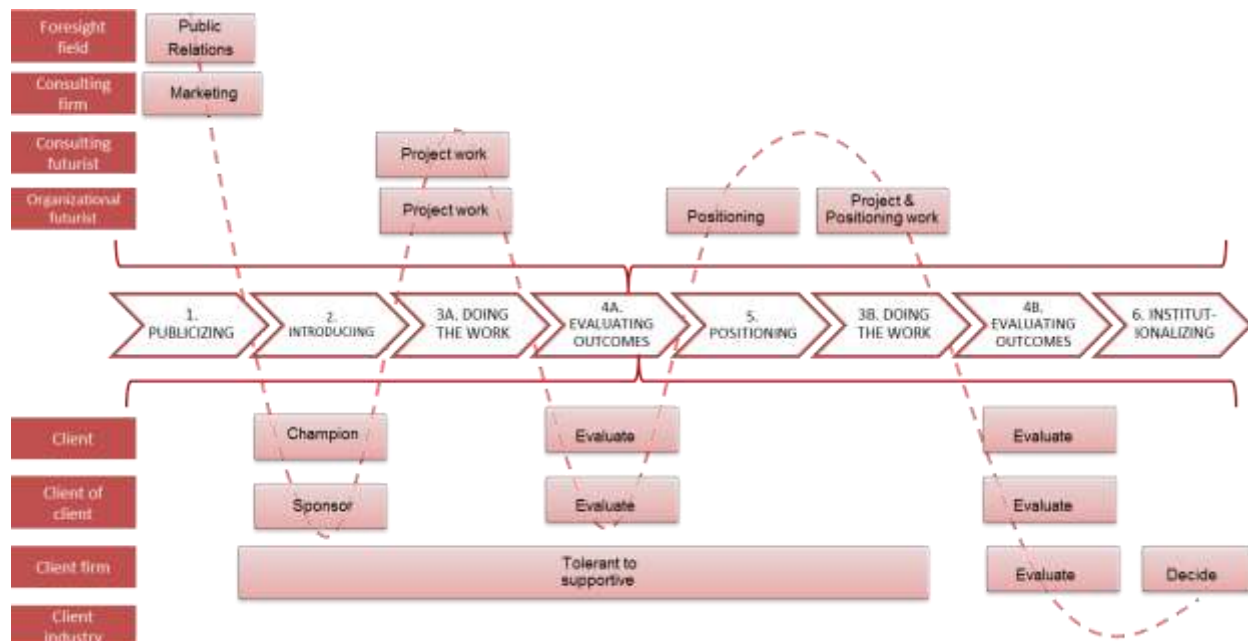 Foresight
field
Public
Relations
Consulting
firm
Marketing
Consulting
futurist
Project work
Organizational
futurist
Project work
Positioning
Project &
Positioning work
1.
PUBLICIZING
2.
INTRODUCIING
3A. DOING
THE WORK
4A.
EVALUATING
OUTCOMES
5.
POSITIONING
3B. DOING
THE WORK
4B.
EVALUATING
OUTCOMES
6. INSTITUT-
IONALIZING
Client
Champion
Evaluate
Evaluate
Client of
client
Sponsor
Evaluate
Evaluate
Client firm
Tolerant to
supportive
Evaluate
Decide
Client
industry